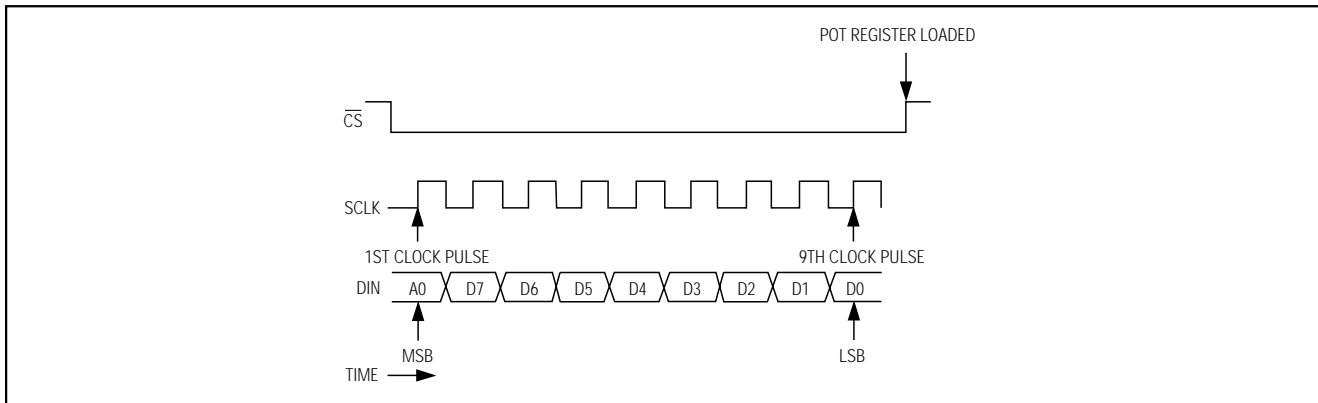 POT REGISTER LOADED
CS
SCLK
1ST CLOCK PULSE 9TH CLOCK PULSE
DIN A0 D7 D6 D5 D4 D3 D2 D1 D0
MSB LSB
TIME